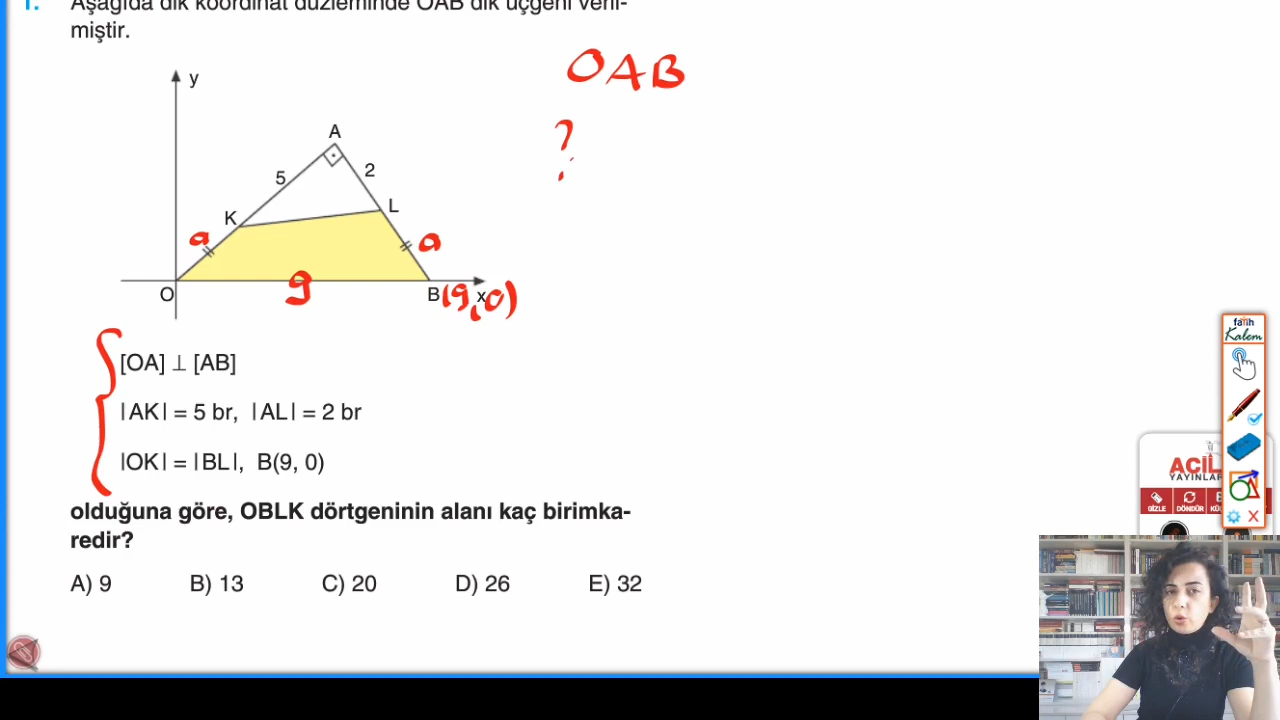 1. Aşağıda dik koordinat düzleminde OAB dik üçgeni veril-
miştir.
OAB
?
y
A
5
2
K
L
a
a
9
O
B(9,0)
x
[OA] ⊥ [AB]
|AK| = 5 br, |AL| = 2 br
|OK| = |BL|, B(9, 0)
olduğuna göre, OBLK dörtgeninin alanı kaç birimka-
redir?
A) 9 B) 13 C) 20 D) 26 E) 32
fatih
Kalem
AÇIL
YAYINLAR
GİZLE DÖNDÜR